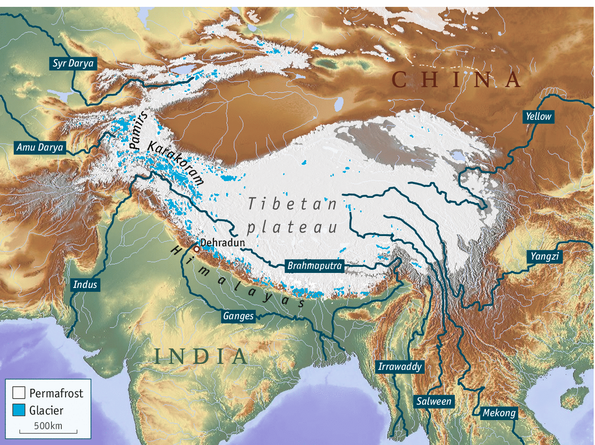 Syr Darya
CHINA
Yellow
Pamirs
Amu Darya
Karakoram
Tibetan
plateau
Dehradun
Himalayas
Brahmaputra
Yangzi
Indus
Ganges
INDIA
Irrawaddy
Salween
Mekong
Permafrost
Glacier
500km